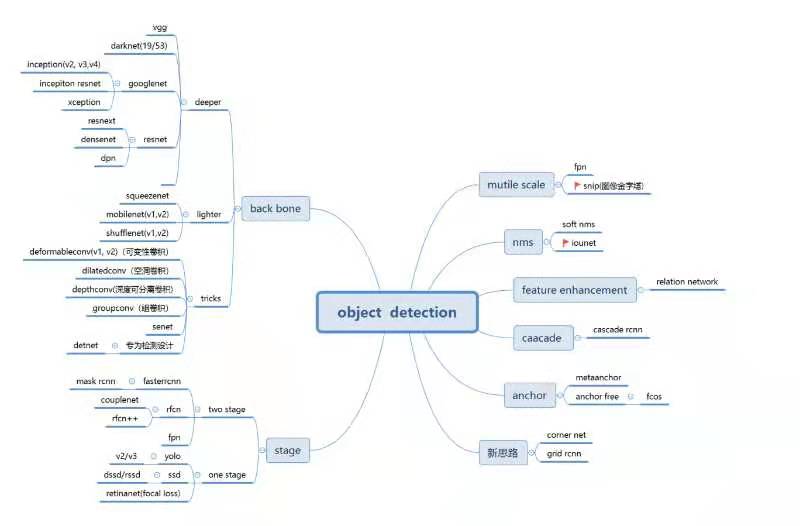 object detection
back bone
deeper
vgg
darknet(19/53)
googlenet
inception(v2, v3,v4)
incepiton resnet
xception
resnet
resnext
densenet
dpn
lighter
squeezenet
mobilenet(v1,v2)
shufflenet(v1,v2)
tricks
deformableconv(v1, v2)（可变性卷积）
dilatedconv（空洞卷积）
depthconv(深度可分离卷积)
groupconv（组卷积）
senet
专为检测设计
detnet
stage
two stage
fasterrcnn
mask rcnn
rfcn
couplenet
rfcn++
fpn
one stage
yolo
v2/v3
ssd
dssd/rssd
retinanet(focal loss)
mutile scale
fpn
snip(图像金字塔)
nms
soft nms
iounet
feature enhancement
relation network
caacade
cascade rcnn
anchor
metaanchor
anchor free
fcos
新思路
corner net
grid rcnn